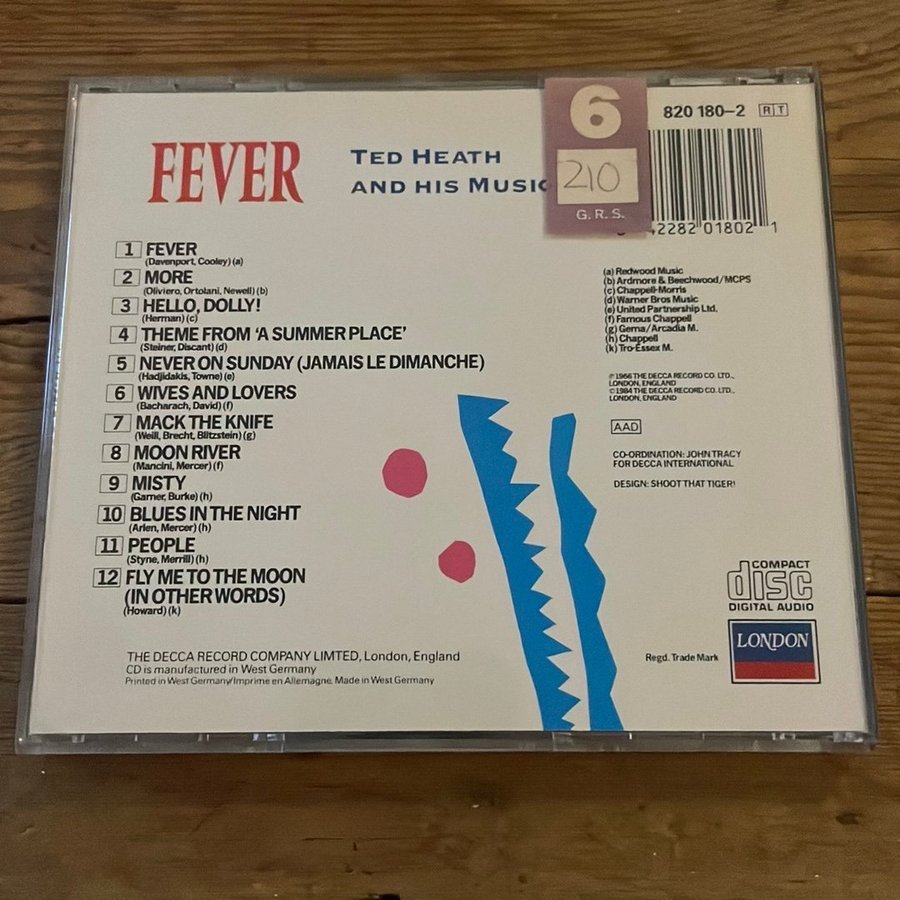 FEVER
TED HEATH
AND HIS MUSIC
6
210
G.R.S.
820 180-2 RT
42282 01802 1
1 FEVER
(Davenport, Cooley) (a)
2 MORE
(Oliviero, Ortolani, Newell) (b)
3 HELLO, DOLLY!
(Herman) (c)
4 THEME FROM ‘A SUMMER PLACE’
(Steiner, Discant) (d)
5 NEVER ON SUNDAY (JAMAIS LE DIMANCHE)
(Hadjidakis, Towne) (e)
6 WIVES AND LOVERS
(Bacharach, David) (f)
7 MACK THE KNIFE
(Weill, Brecht, Blitzstein) (g)
8 MOON RIVER
(Mancini, Mercer) (f)
9 MISTY
(Garner, Burke) (h)
10 BLUES IN THE NIGHT
(Arlen, Mercer) (h)
11 PEOPLE
(Styne, Merrill) (h)
12 FLY ME TO THE MOON
(IN OTHER WORDS)
(Howard) (k)
(a) Redwood Music
(b) Ardmore & Beechwood/MCPS
(c) Chappell-Morris
(d) Warner Bros Music
(e) United Partnership Ltd.
(f) Famous Chappell
(g) Gema/Arcadia M.
(h) Chappell
(k) Tro-Essex M.
℗ 1966 THE DECCA RECORD CO. LTD.,
LONDON, ENGLAND
© 1984 THE DECCA RECORD CO. LTD.,
LONDON, ENGLAND
AAD
CO-ORDINATION: JOHN TRACY
FOR DECCA INTERNATIONAL
DESIGN: SHOOT THAT TIGER!
COMPACT
disc
DIGITAL AUDIO
Regd. Trade Mark
LONDON
THE DECCA RECORD COMPANY LIMTED, London, England
CD is manufactured in West Germany
Printed in West Germany/Imprime en Allemagne. Made in West Germany